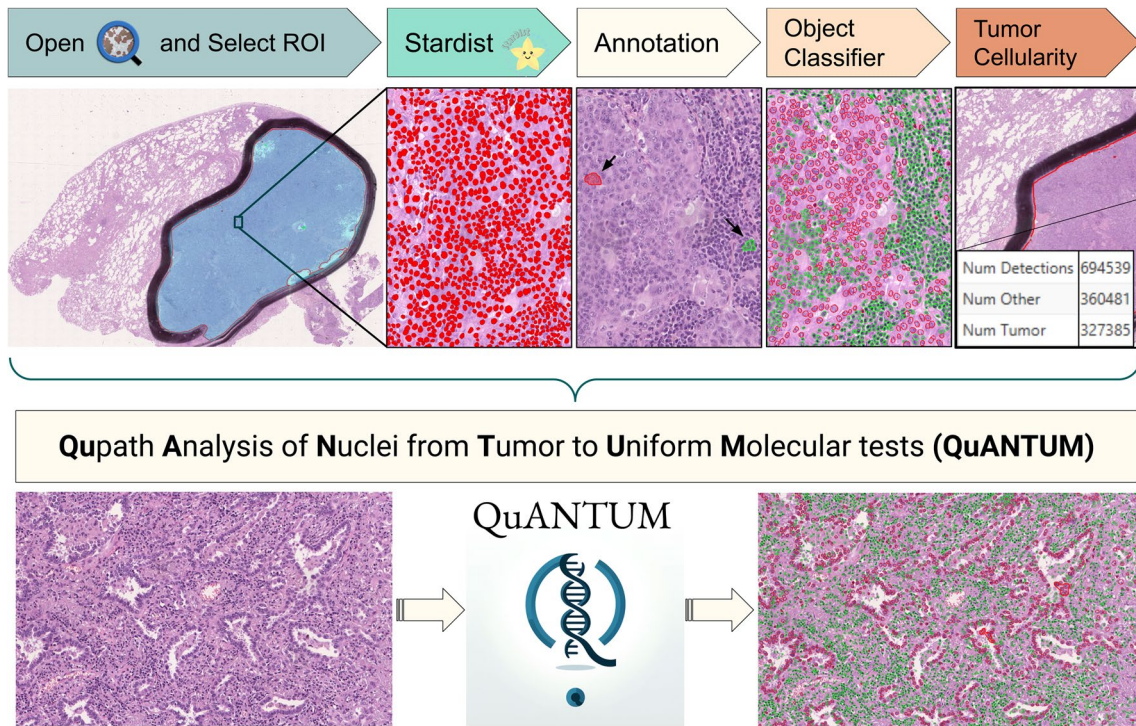 Open and Select ROI
Stardist
Stardist
Annotation
Object
Classifier
Tumor
Cellularity
Num Detections 694539
Num Other 360481
Num Tumor 327385
Qupath Analysis of Nuclei from Tumor to Uniform Molecular tests (QuANTUM)
QuANTUM